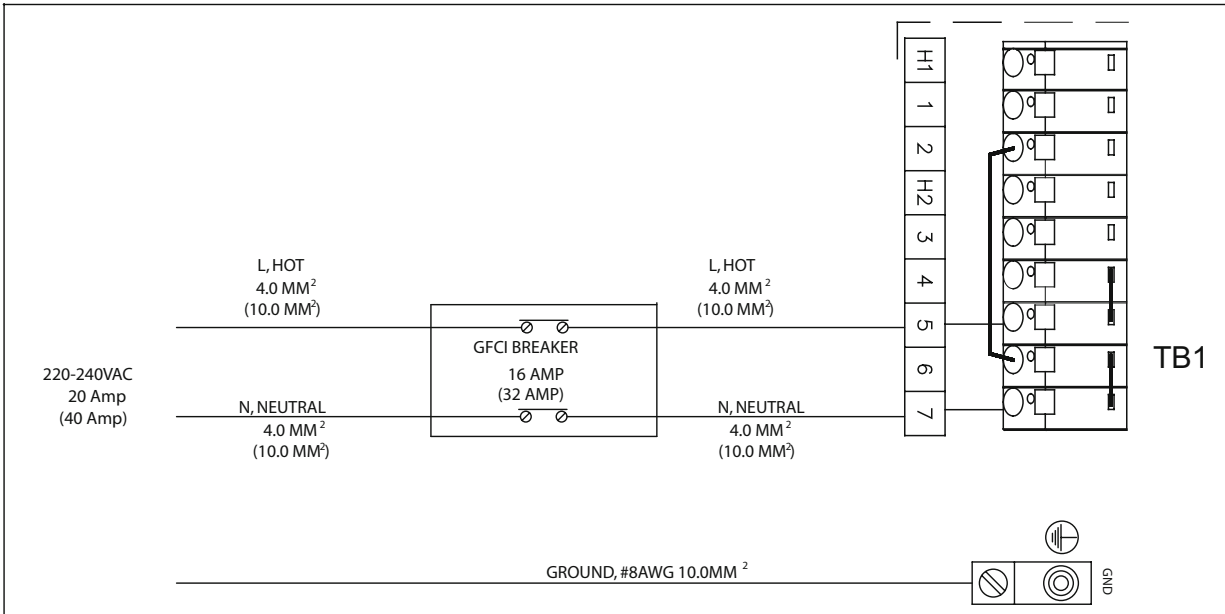 H1
1
2
H2
3
4
5
6
7
TB1
L, HOT
4.0 MM²
(10.0 MM²)
L, HOT
4.0 MM²
(10.0 MM²)
GFCI BREAKER
16 AMP
(32 AMP)
220-240VAC
20 Amp
(40 Amp)
N, NEUTRAL
4.0 MM²
(10.0 MM²)
N, NEUTRAL
4.0 MM²
(10.0 MM²)
GROUND, #8AWG 10.0MM²
GND